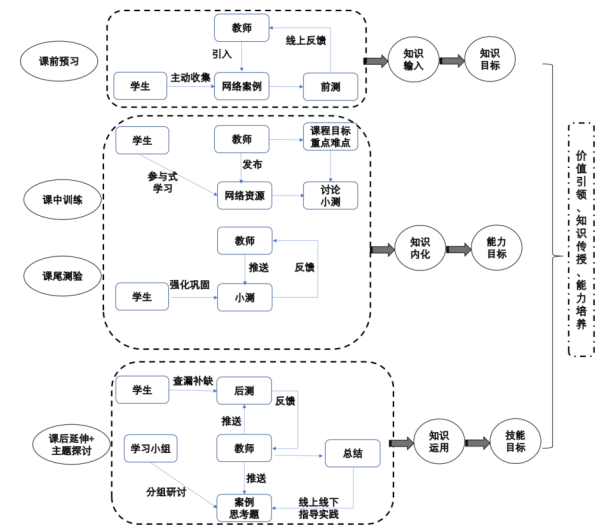 教师
引入
线上反馈
课前预习
学生
主动收集
网络案例
前测
知识
输入
知识
目标
学生
教师
课程目标
重点难点
发布
参与式
学习
课中训练
网络资源
讨论
小测
教师
推送
反馈
课尾测验
学生
强化巩固
小测
知识
内化
能力
目标
价值引领、知识传授、能力培养
学生
查漏补缺
后测
反馈
推送
课后延伸+
主题探讨
学习小组
教师
总结
知识
运用
技能
目标
推送
分组研讨
案例
思考题
线上线下
指导实践